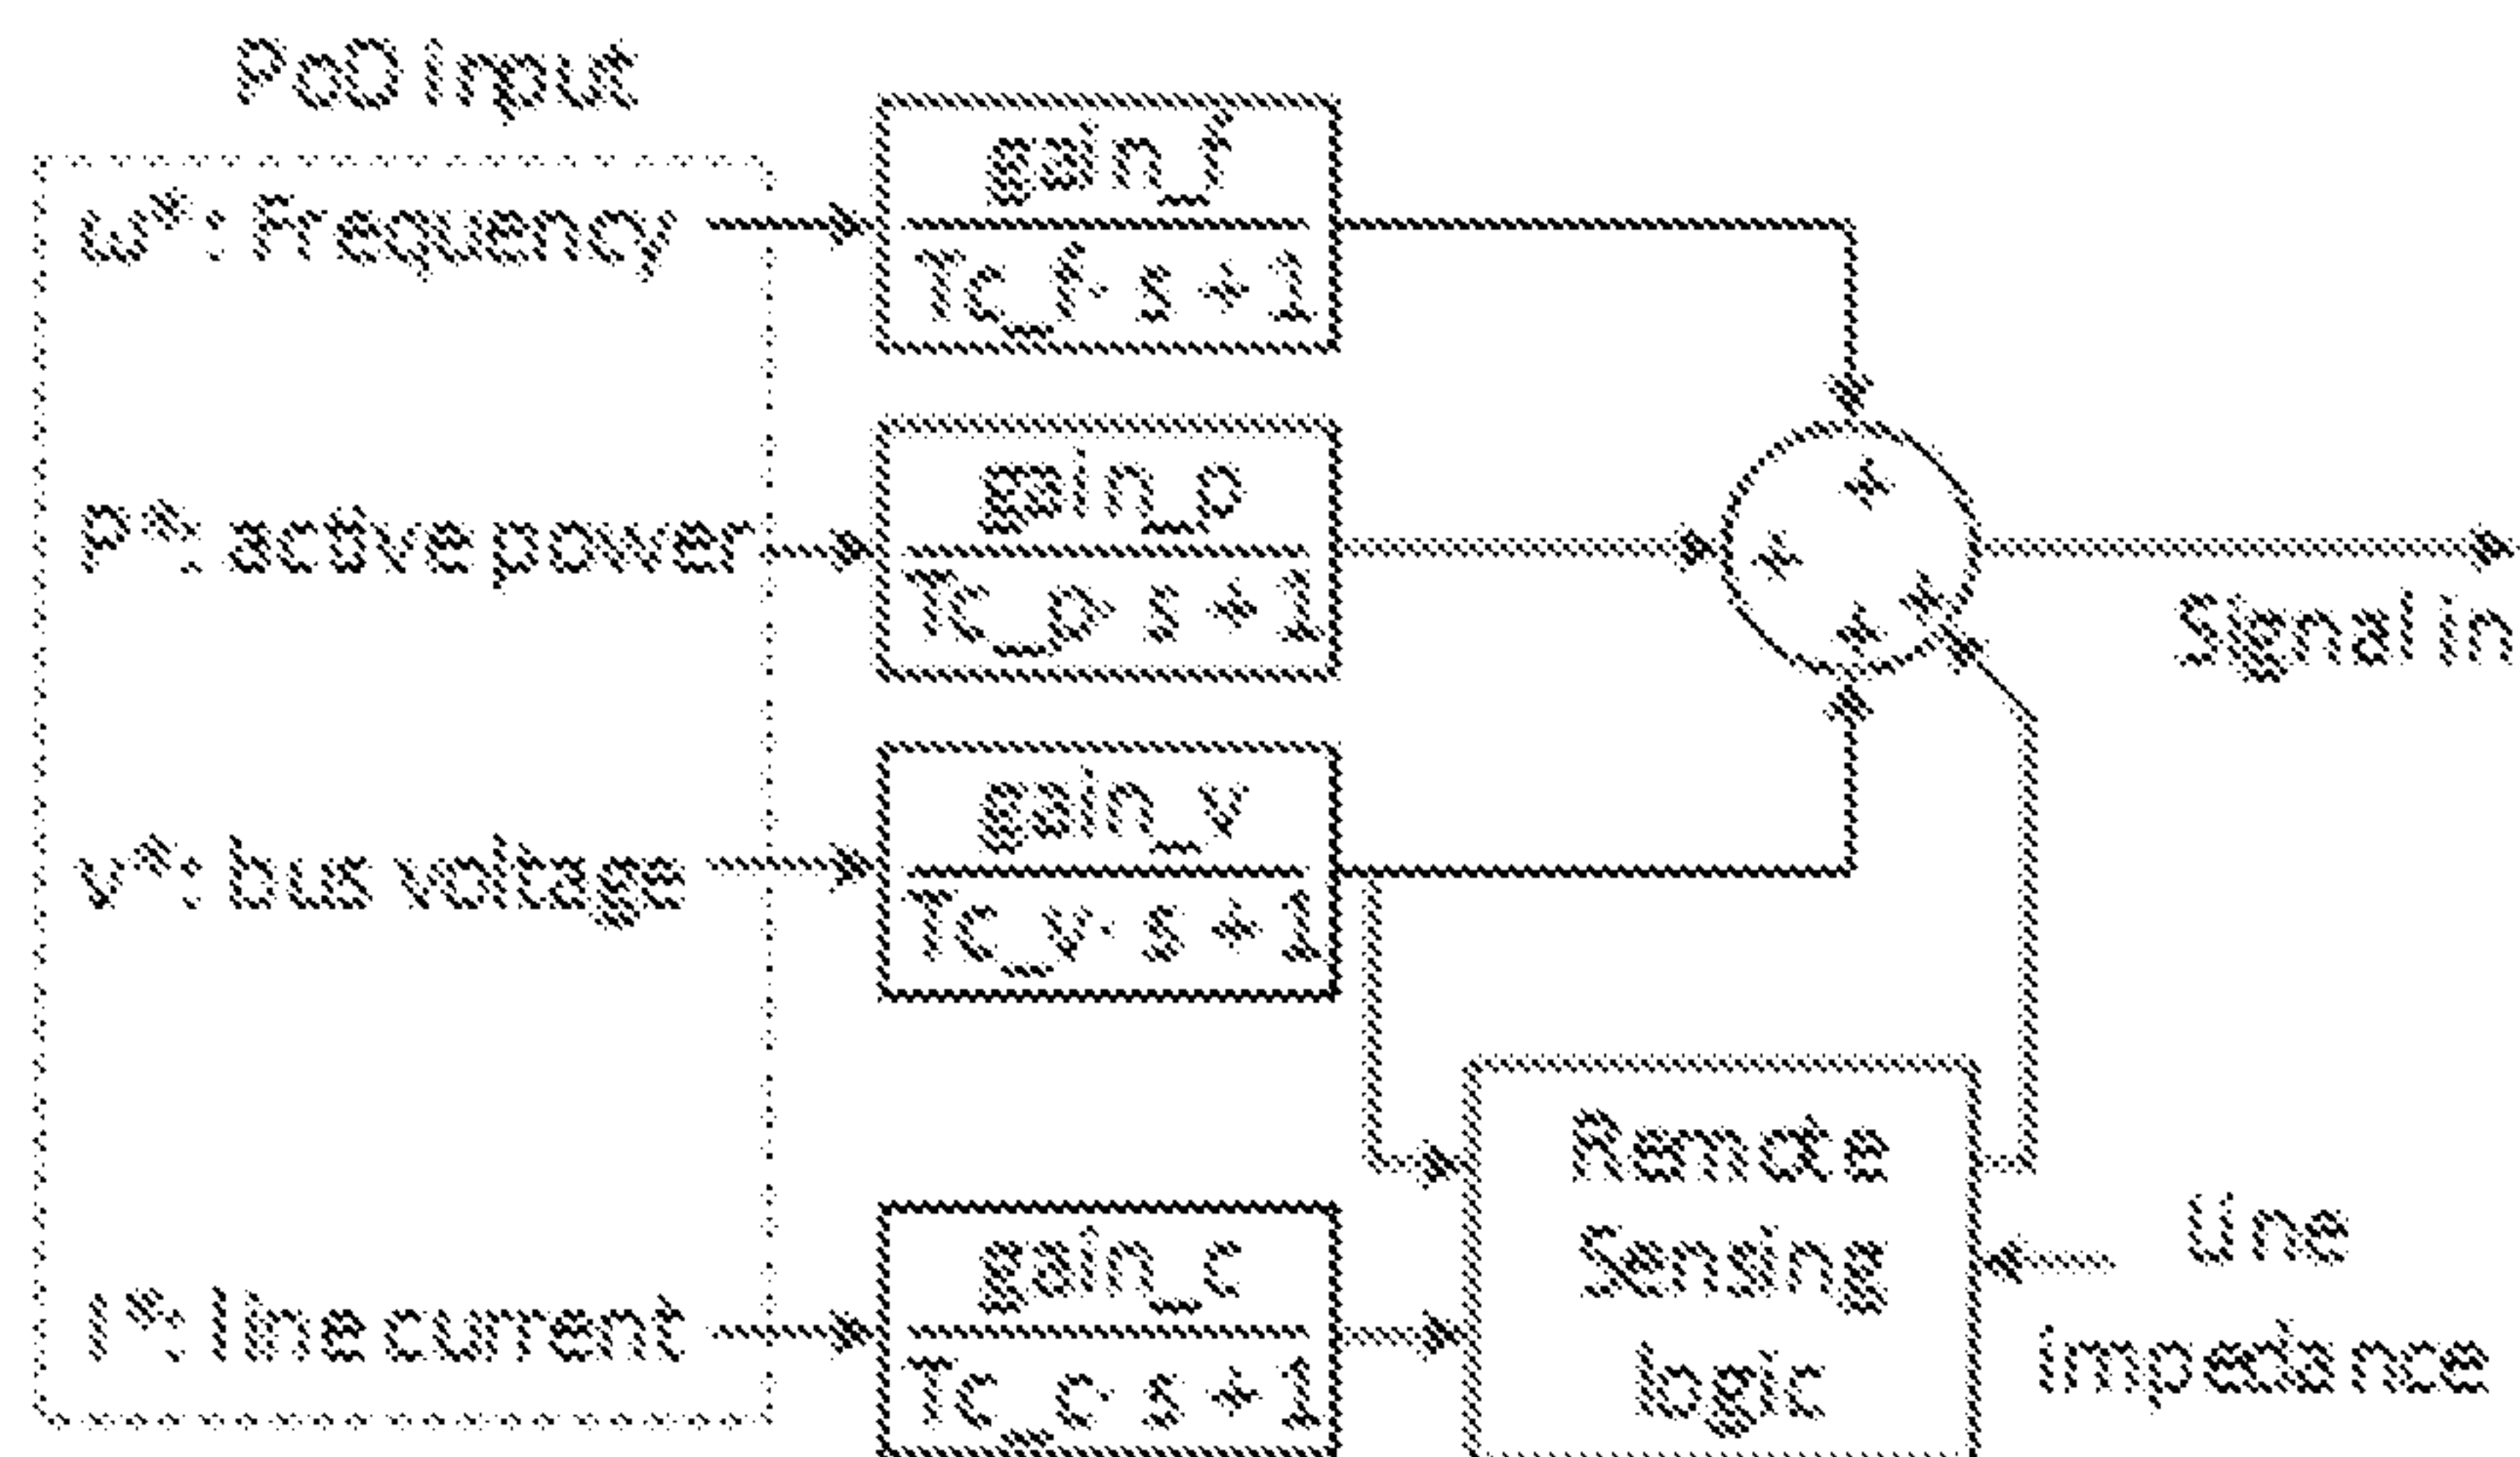 PoD Input
ω*: Frequency
gain_f
Tc_f · s + 1
P*: active power
gain_p
Tc_p · s + 1
+
+
+
+
Signal in
v*: bus voltage
gain_v
Tc_v · s + 1
I*: line current
gain_c
Tc_c · s + 1
Remote
Sensing
logic
Line
impedance